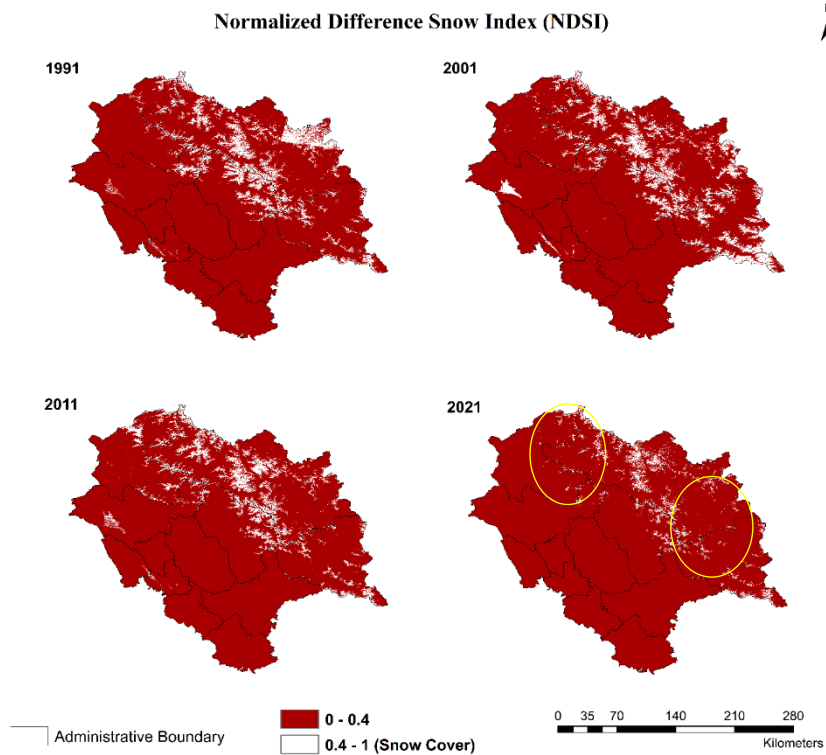 Normalized Difference Snow Index (NDSI)
1991
2001
2011
2021
Administrative Boundary
0 - 0.4
0.4 - 1 (Snow Cover)
0 35 70 140 210 280
Kilometers